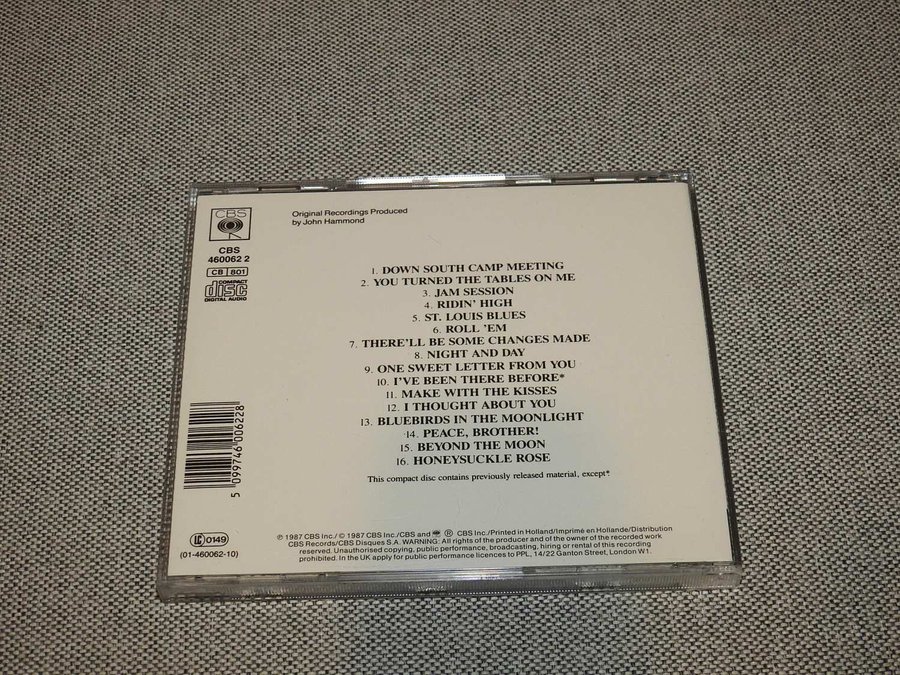 CBS
Original Recordings Produced
by John Hammond
CBS
460062 2
CB 801
COMPACT
disc
DIGITAL AUDIO
1. DOWN SOUTH CAMP MEETING
2. YOU TURNED THE TABLES ON ME
3. JAM SESSION
4. RIDIN' HIGH
5. ST. LOUIS BLUES
6. ROLL 'EM
7. THERE'LL BE SOME CHANGES MADE
8. NIGHT AND DAY
9. ONE SWEET LETTER FROM YOU
10. I'VE BEEN THERE BEFORE*
11. MAKE WITH THE KISSES
12. I THOUGHT ABOUT YOU
13. BLUEBIRDS IN THE MOONLIGHT
14. PEACE, BROTHER!
15. BEYOND THE MOON
16. HONEYSUCKLE ROSE
This compact disc contains previously released material, except*
5 099746 006228
LC 0149
(01-460062-10)
℗ 1987 CBS Inc./ © 1987 CBS Inc./CBS and ® CBS Inc./Printed in Holland/Imprimé en Hollande/Distribution
CBS Records/CBS Disques S.A. WARNING: All rights of the producer and of the owner of the recorded work
reserved. Unauthorised copying, public performance, broadcasting, hiring or rental of this recording
prohibited. In the UK apply for public performance licences to PPL, 14/22 Ganton Street, London W1.